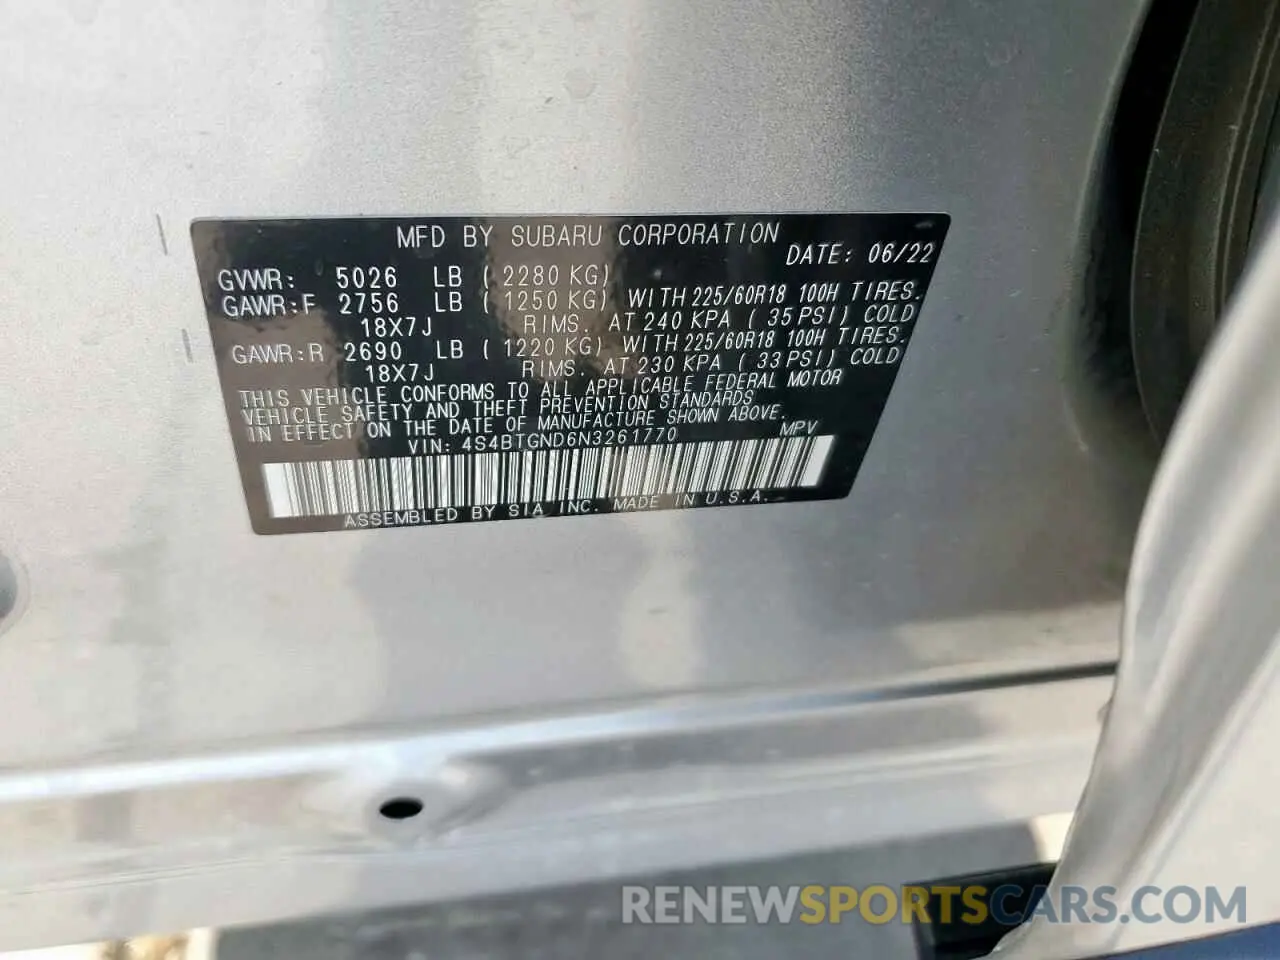 MFD BY SUBARU CORPORATION
DATE: 06/22
GVWR: 5026 LB ( 2280 KG)
GAWR:F 2756 LB ( 1250 KG) WITH 225/60R18 100H TIRES.
18X7J RIMS. AT 240 KPA ( 35 PSI) COLD
GAWR:R 2690 LB ( 1220 KG) WITH 225/60R18 100H TIRES.
18X7J RIMS. AT 230 KPA ( 33 PSI) COLD
THIS VEHICLE CONFORMS TO ALL APPLICABLE FEDERAL MOTOR
VEHICLE SAFETY AND THEFT PREVENTION STANDARDS
IN EFFECT ON THE DATE OF MANUFACTURE SHOWN ABOVE.
VIN: 4S4BTGND6N3261770 MPV
ASSEMBLED BY SIA INC. MADE IN U.S.A.
RENEWSPORTSCARS.COM